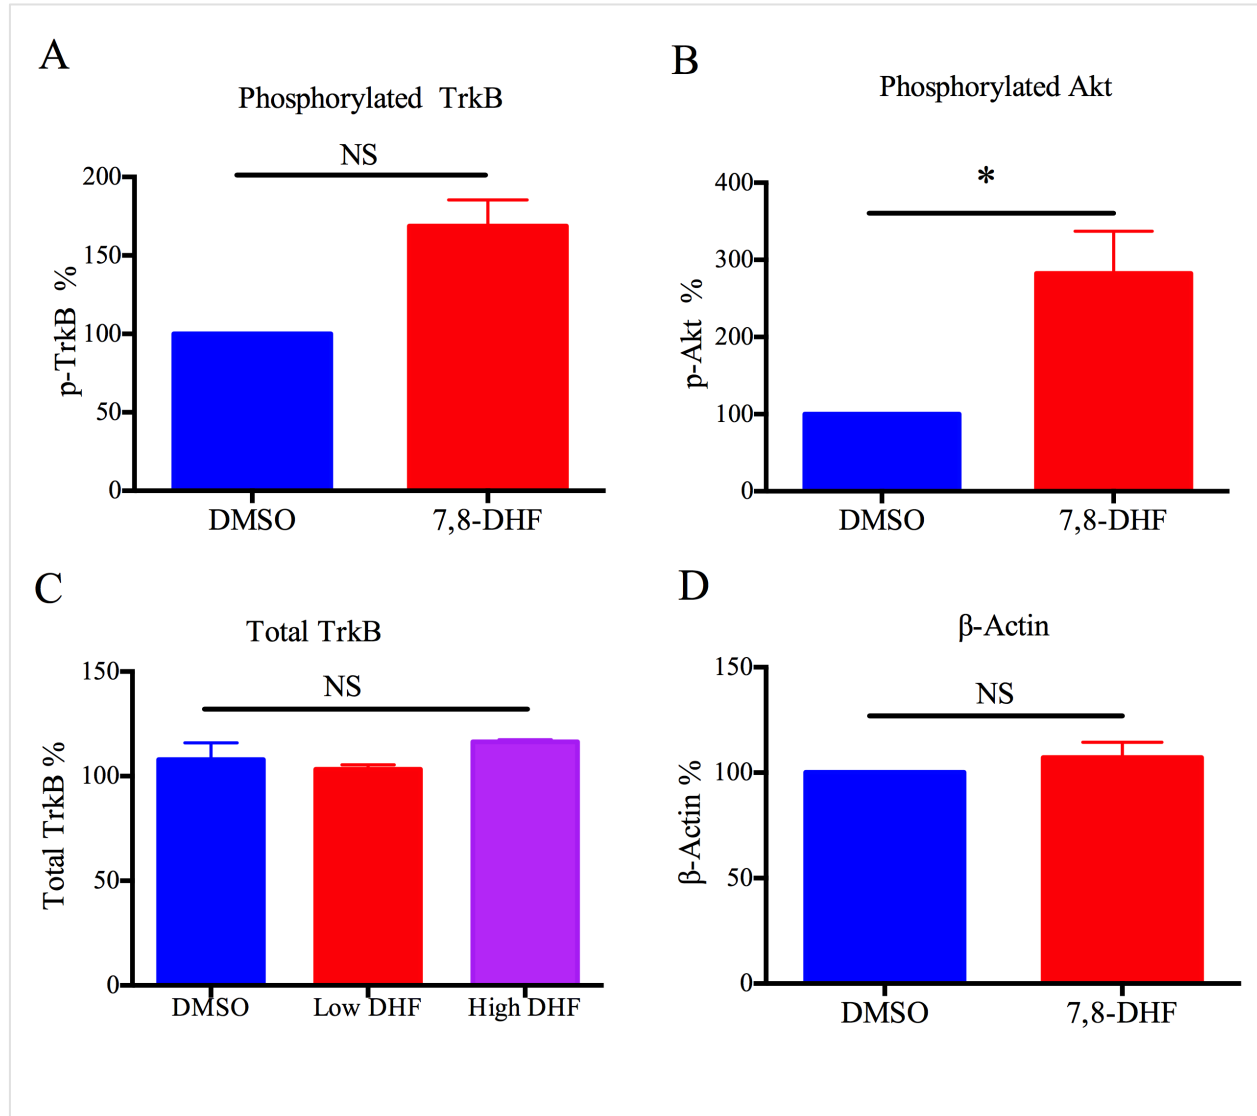 A
Phosphorylated TrkB
NS
200
150
100
50
0
p-TrkB %
DMSO
7,8-DHF
B
Phosphorylated Akt
*
400
300
200
100
0
p-Akt %
DMSO
7,8-DHF
C
Total TrkB
NS
150
100
50
0
Total TrkB %
DMSO
Low DHF
High DHF
D
β-Actin
NS
150
100
50
0
β-Actin %
DMSO
7,8-DHF